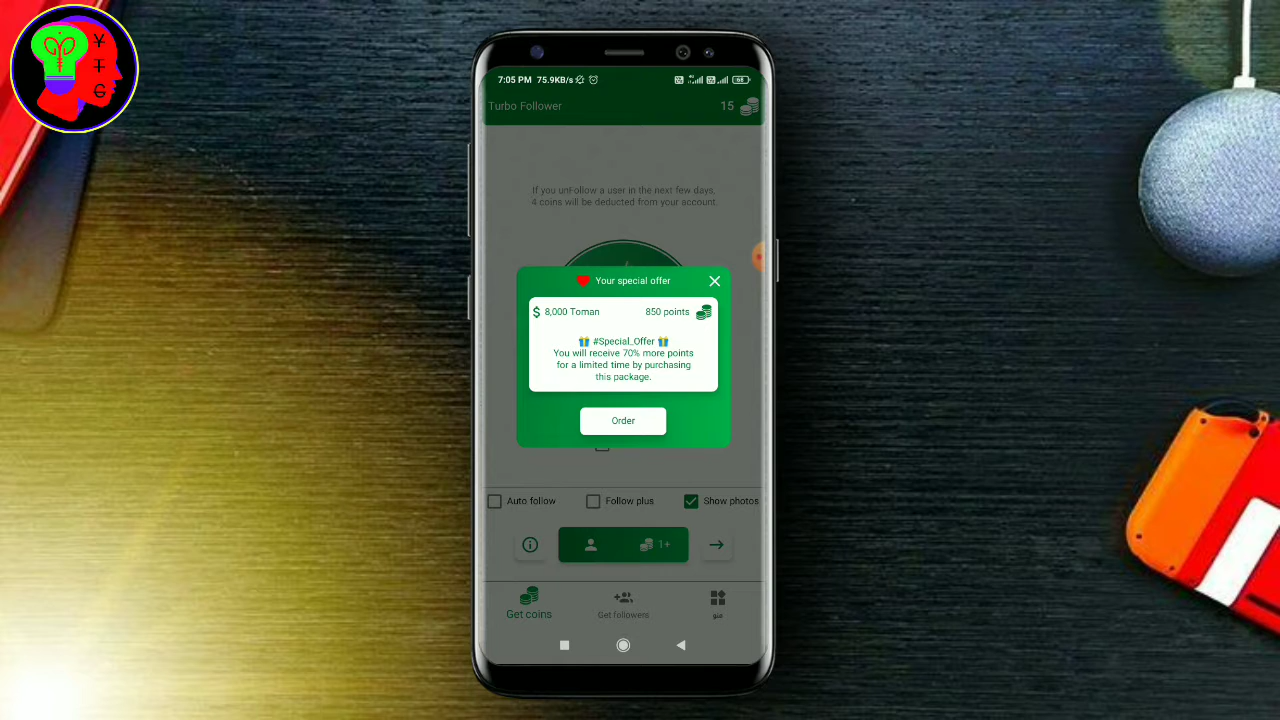 ¥
T
G
7:05 PM 75.9KB/s
68
Turbo Follower
15
If you unFollow a user in the next few days,
4 coins will be deducted from your account.
Your special offer
$ 8,000 Toman
850 points
#Special_Offer
You will receive 70% more points
for a limited time by purchasing
this package.
Order
Auto follow
Follow plus
Show photos
1+
Get coins
Get followers
منو